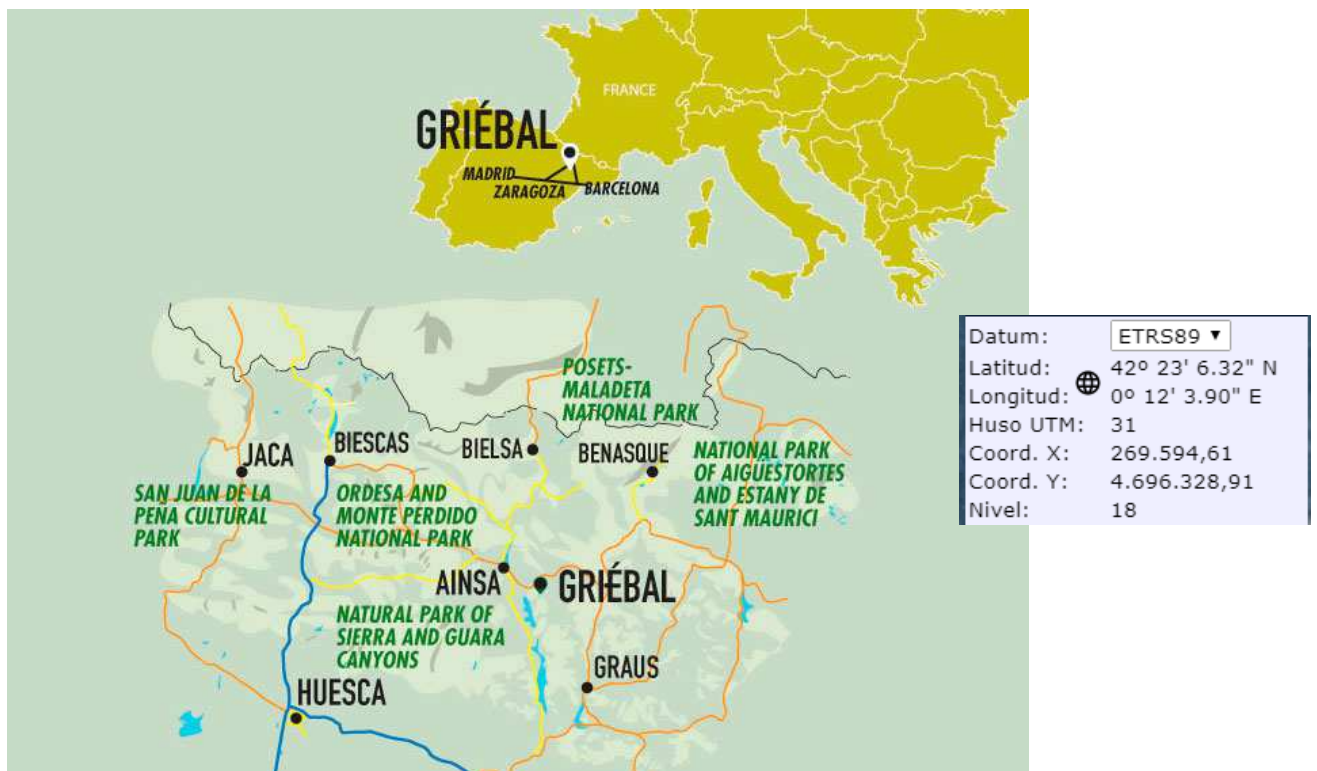 FRANCE
GRIÉBAL
MADRID
ZARAGOZA
BARCELONA
POSETS-
MALADETA
NATIONAL PARK
JACA
BIESCAS
BIELSA
BENASQUE
NATIONAL PARK
OF AIGÜESTORTES
AND ESTANY DE
SANT MAURICI
SAN JUAN DE LA
PEÑA CULTURAL
PARK
ORDESA AND
MONTE PERDIDO
NATIONAL PARK
AINSA
GRIÉBAL
NATURAL PARK OF
SIERRA AND GUARA
CANYONS
GRAUS
HUESCA
Datum: ETRS89 ▼
Latitud: 42º 23' 6.32" N
Longitud: 0º 12' 3.90" E
Huso UTM: 31
Coord. X: 269.594,61
Coord. Y: 4.696.328,91
Nivel: 18